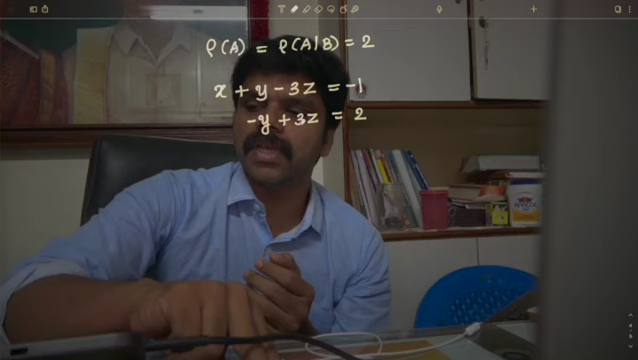 ρ(A) = ρ(A|B) = 2
x + y - 3z = -1
-y + 3z = 2